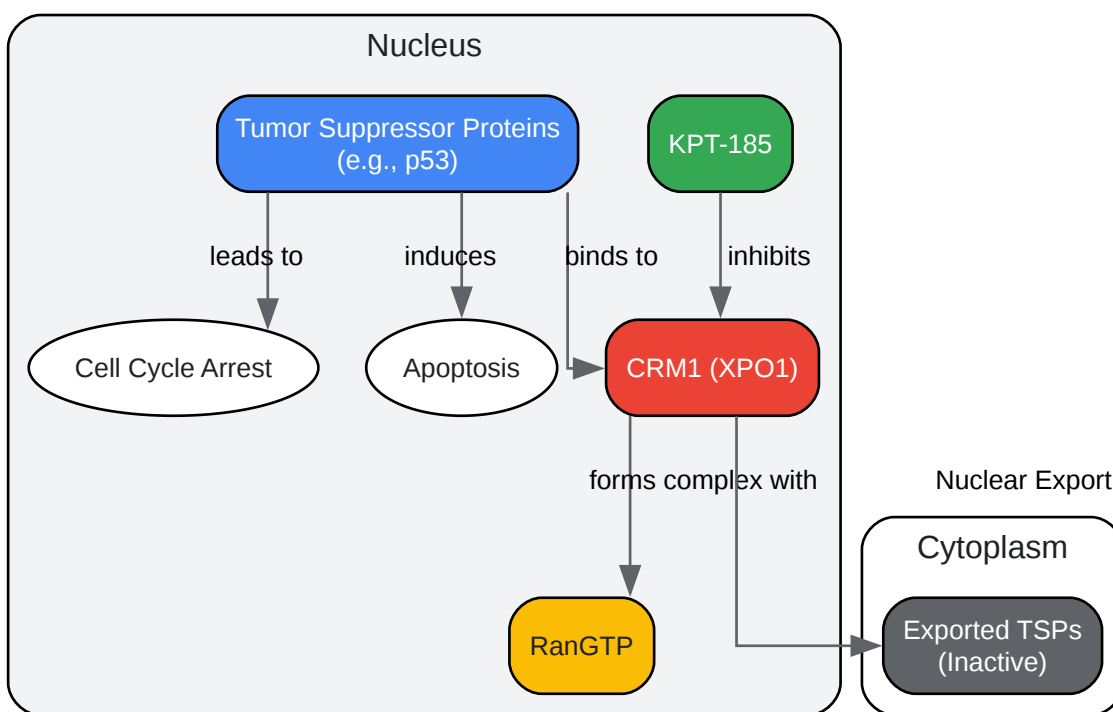 Nucleus
Tumor Suppressor Proteins
(e.g., p53)
KPT-185
leads to
induces
binds to
inhibits
Cell Cycle Arrest
Apoptosis
CRM1 (XPO1)
forms complex with
Nuclear Export
Cytoplasm
RanGTP
Exported TSPs
(Inactive)